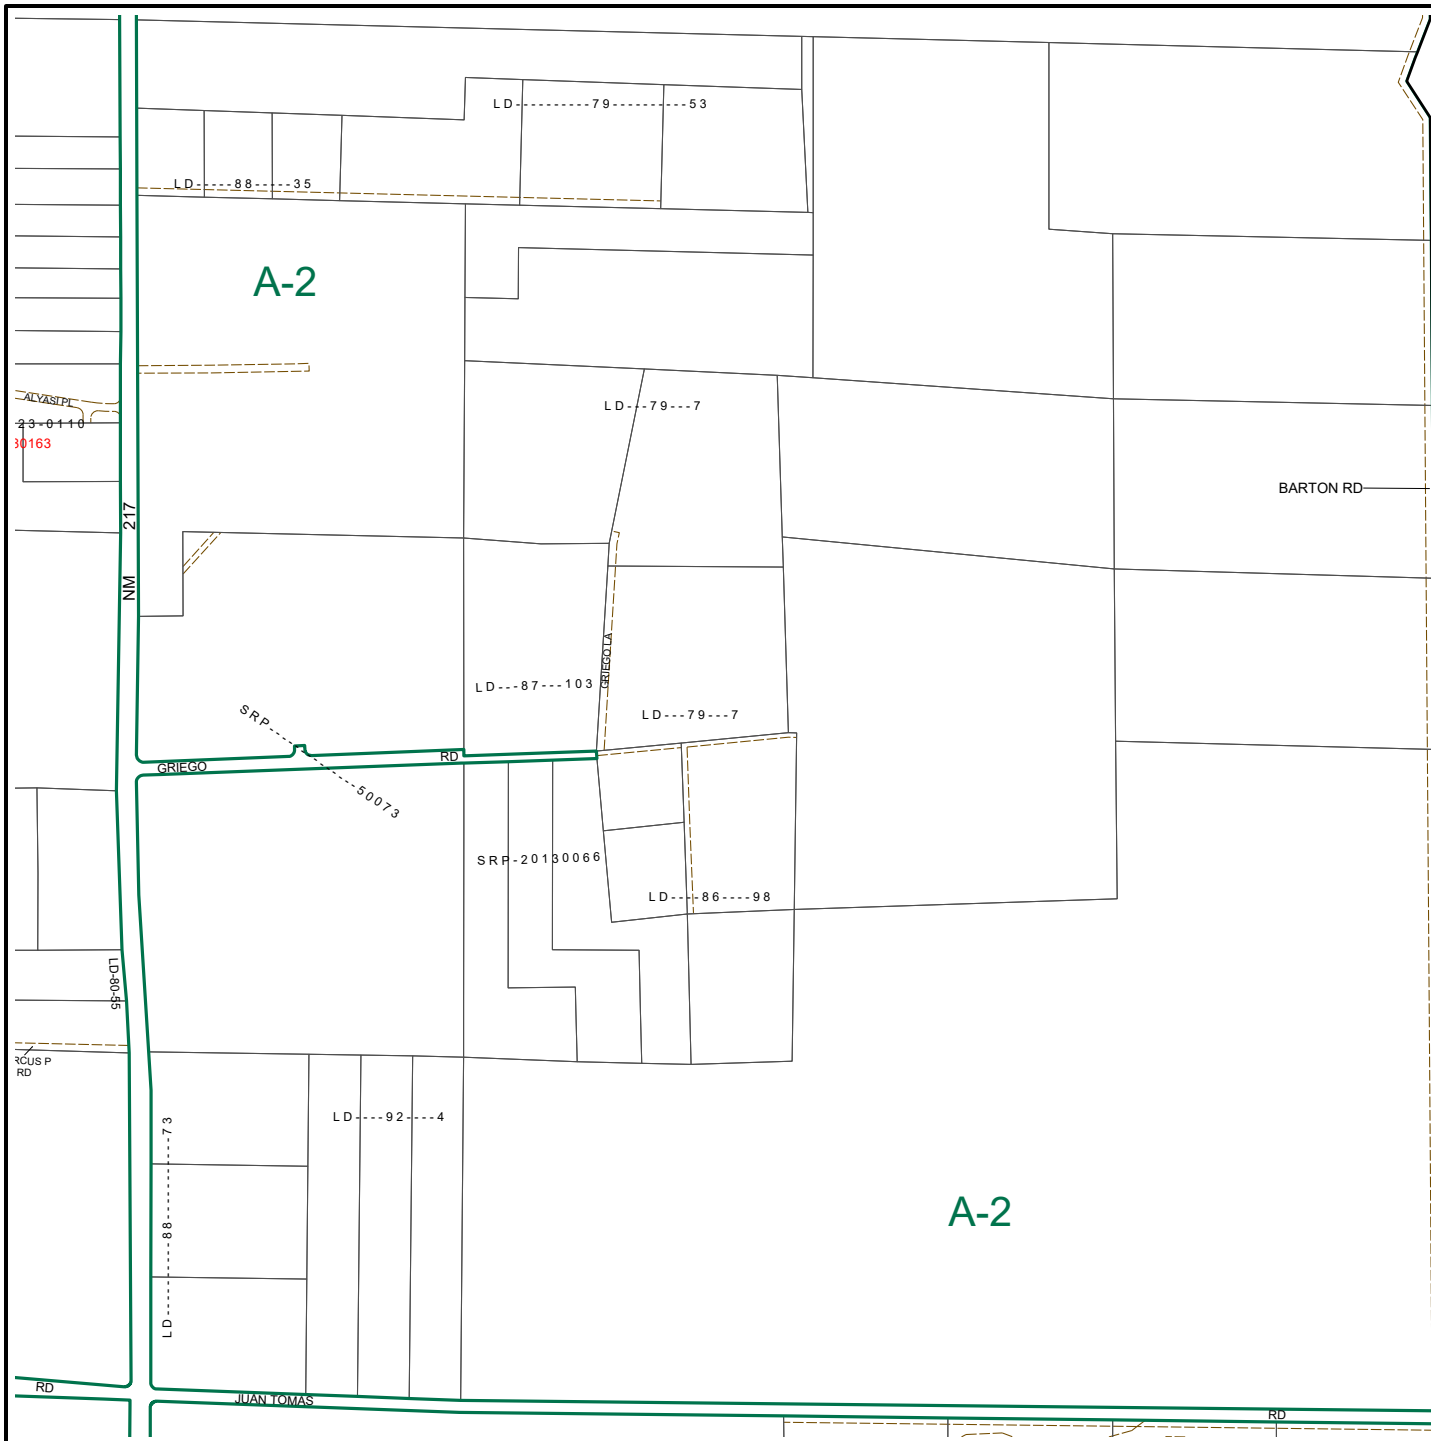 LD---------79---------53
LD-----88-----35
A-2
ALYASI PL
23-0110
30163
LD---79---7
BARTON RD
NM 217
GRIEGO LA
LD---87---103
LD---79---7
SRP------------50073
GRIEGO RD
SRP-20130066
LD----86----98
LD-80-55
RCUS P
RD
LD----92----4
LD---------88---------73
A-2
RD
JUAN TOMAS RD